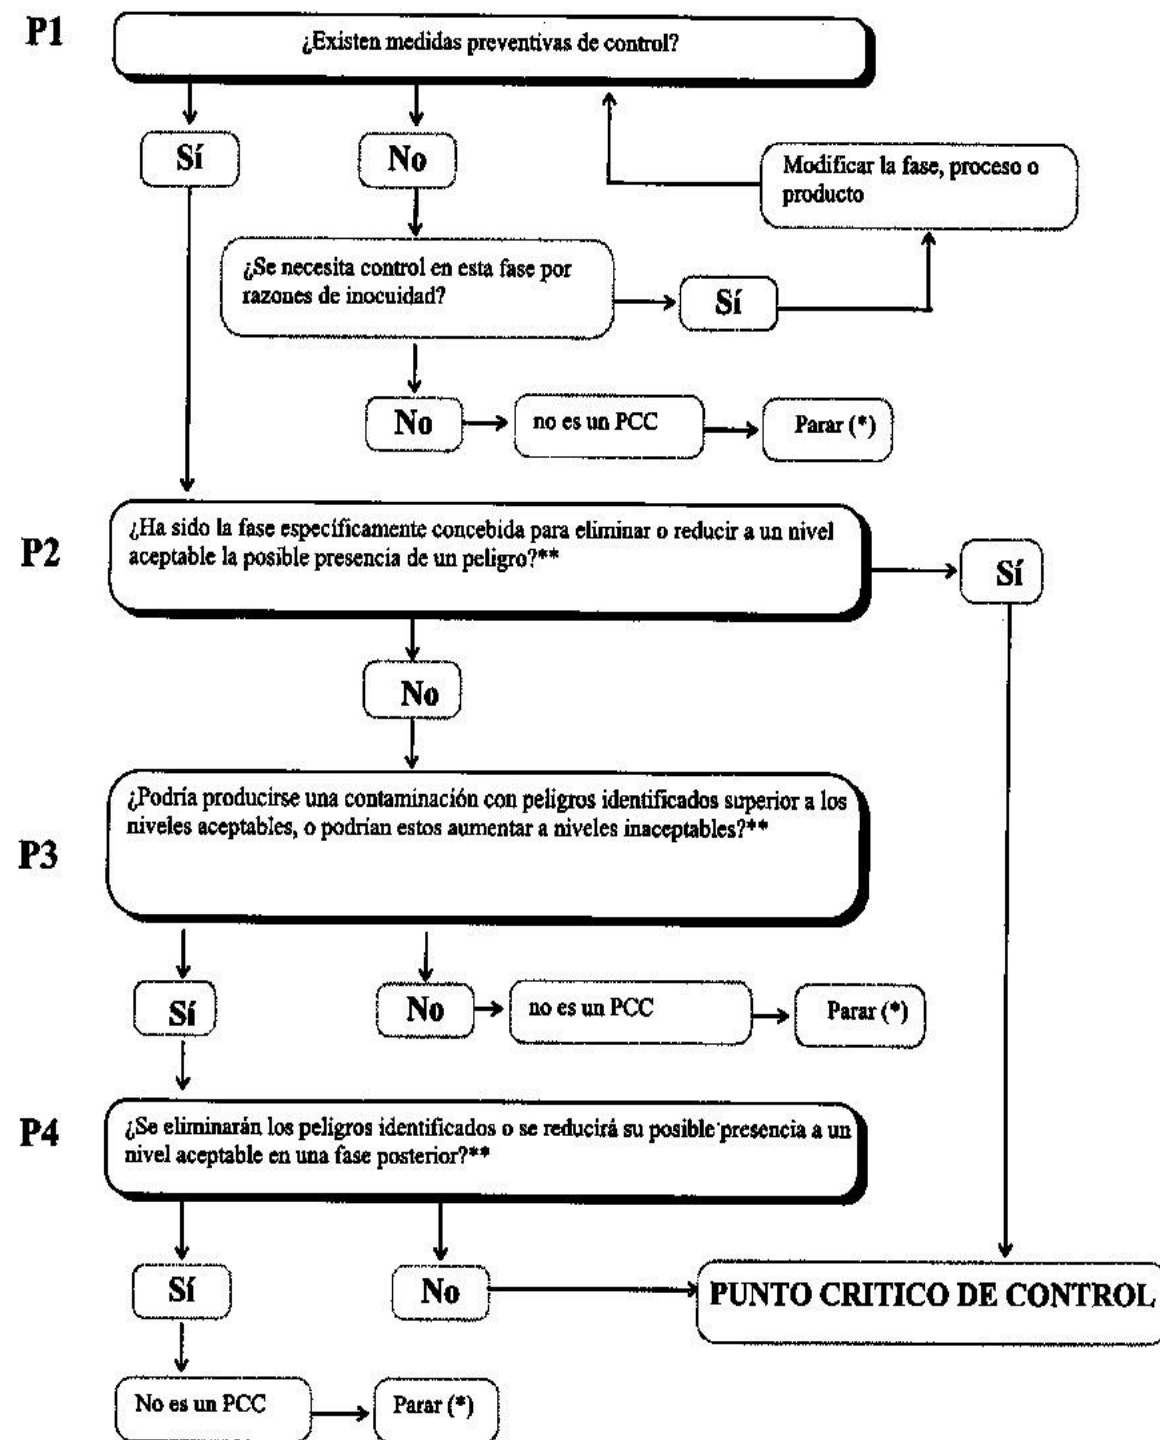 P1
¿Existen medidas preventivas de control?
Sí
No
Modificar la fase, proceso o
producto
¿Se necesita control en esta fase por
razones de inocuidad?
Sí
No
no es un PCC
Parar (*)
P2
¿Ha sido la fase específicamente concebida para eliminar o reducir a un nivel
aceptable la posible presencia de un peligro?**
Sí
No
P3
¿Podría producirse una contaminación con peligros identificados superior a los
niveles aceptables, o podrían estos aumentar a niveles inaceptables?**
Sí
No
no es un PCC
Parar (*)
P4
¿Se eliminarán los peligros identificados o se reducirá su posible presencia a un
nivel aceptable en una fase posterior?**
Sí
No
PUNTO CRITICO DE CONTROL
No es un PCC
Parar (*)